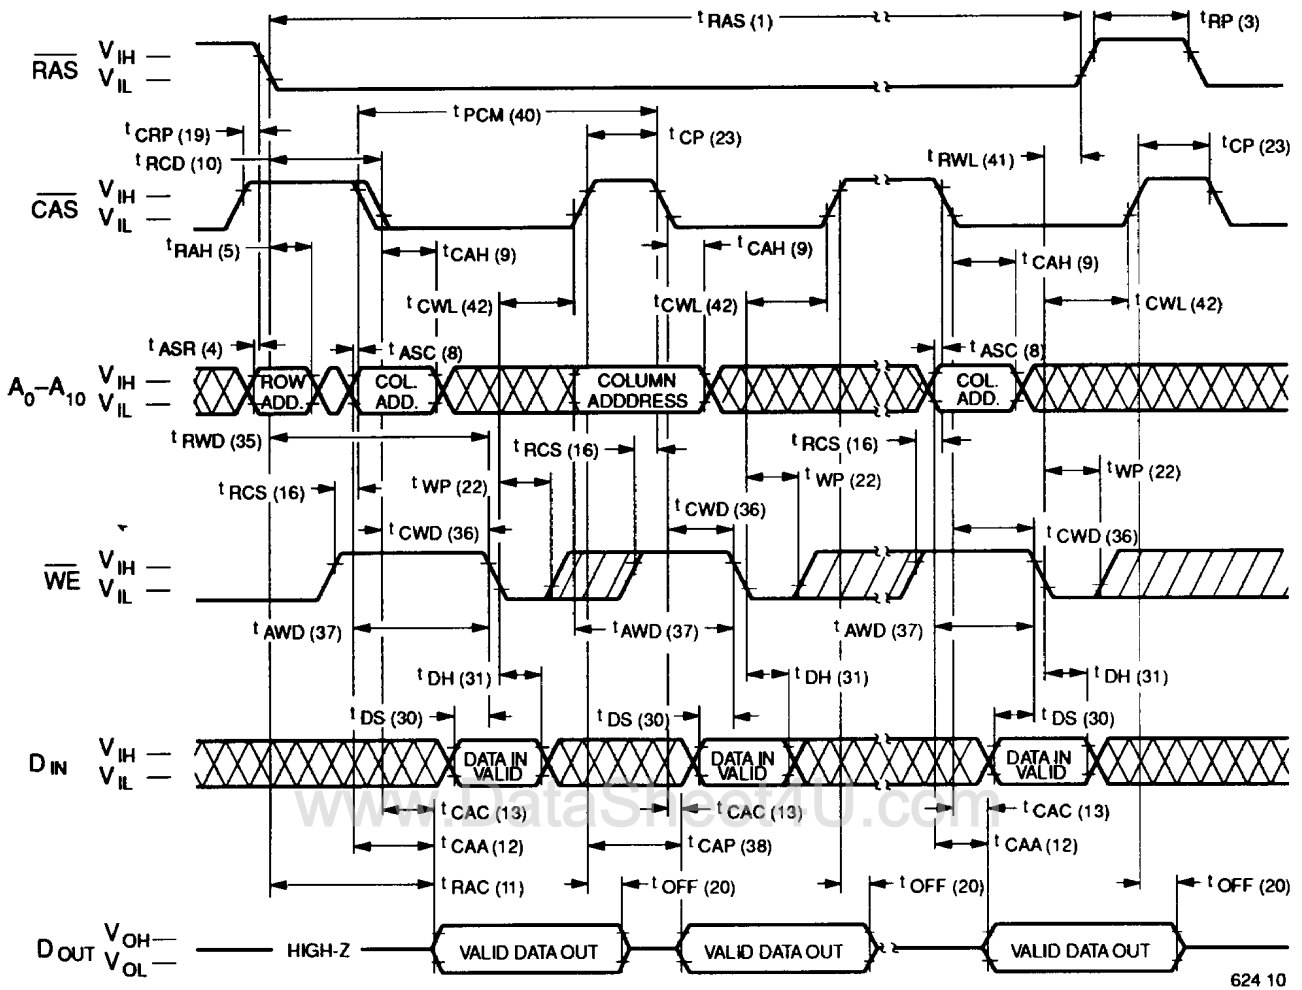 t RAS (1)
t RP (3)
RAS V IH
V IL
t PCM (40)
t CRP (19)
t CP (23)
t RCD (10)
t RWL (41)
t CP (23)
CAS V IH
V IL
t RAH (5)
t CAH (9)
t CAH (9)
t CAH (9)
t CWL (42)
t CWL (42)
t CWL (42)
t ASR (4)
t ASC (8)
t ASC (8)
A0–A10 V IH
V IL
ROW ADD.
COL. ADD.
COLUMN ADDDRESS
COL. ADD.
t RWD (35)
t RCS (16)
t RCS (16)
t RCS (16)
t WP (22)
t WP (22)
t WP (22)
t CWD (36)
t CWD (36)
t CWD (36)
WE V IH
V IL
t AWD (37)
t AWD (37)
t AWD (37)
t DH (31)
t DH (31)
t DH (31)
t DS (30)
t DS (30)
t DS (30)
D IN V IH
V IL
DATA IN VALID
DATA IN VALID
DATA IN VALID
www.DataSheet4U.com
t CAC (13)
t CAC (13)
t CAC (13)
t CAA (12)
t CAP (38)
t CAA (12)
t RAC (11)
t OFF (20)
t OFF (20)
t OFF (20)
D OUT V OH
V OL
HIGH-Z
VALID DATA OUT
VALID DATA OUT
VALID DATA OUT
624 10